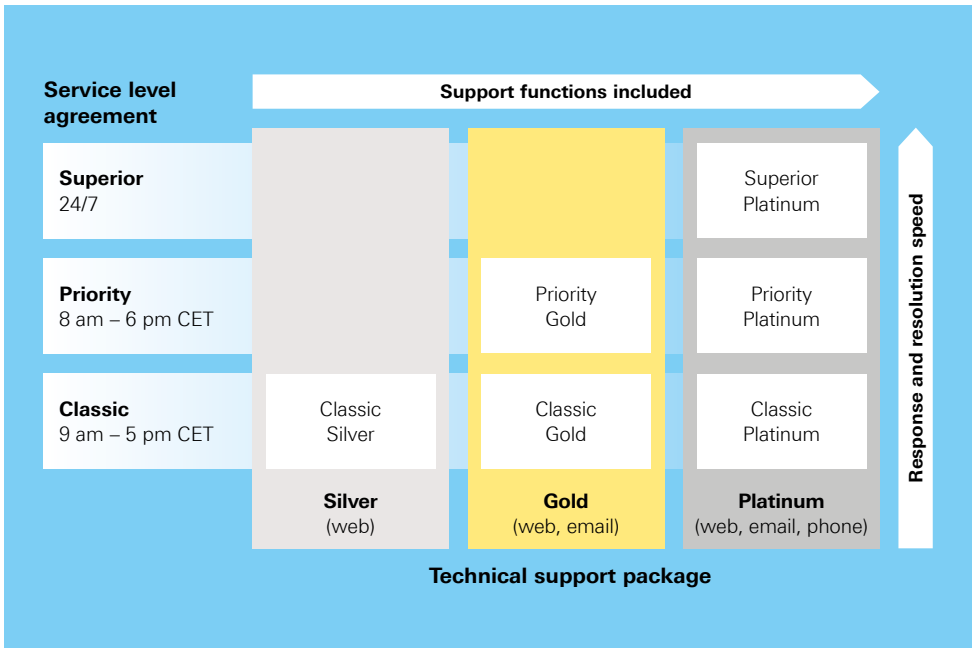 Service level
agreement
Support functions included
Superior
24/7
Superior
Platinum
Priority
8 am – 6 pm CET
Priority
Gold
Priority
Platinum
Classic
9 am – 5 pm CET
Classic
Silver
Classic
Gold
Classic
Platinum
Silver
(web)
Gold
(web, email)
Platinum
(web, email, phone)
Response and resolution speed
Technical support package